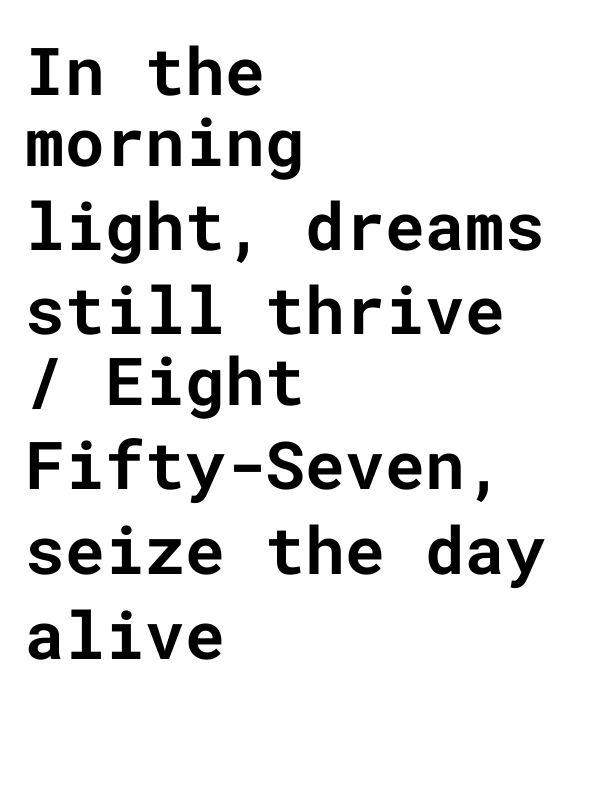 In the
morning
light, dreams
still thrive
/ Eight
Fifty-Seven,
seize the day
alive